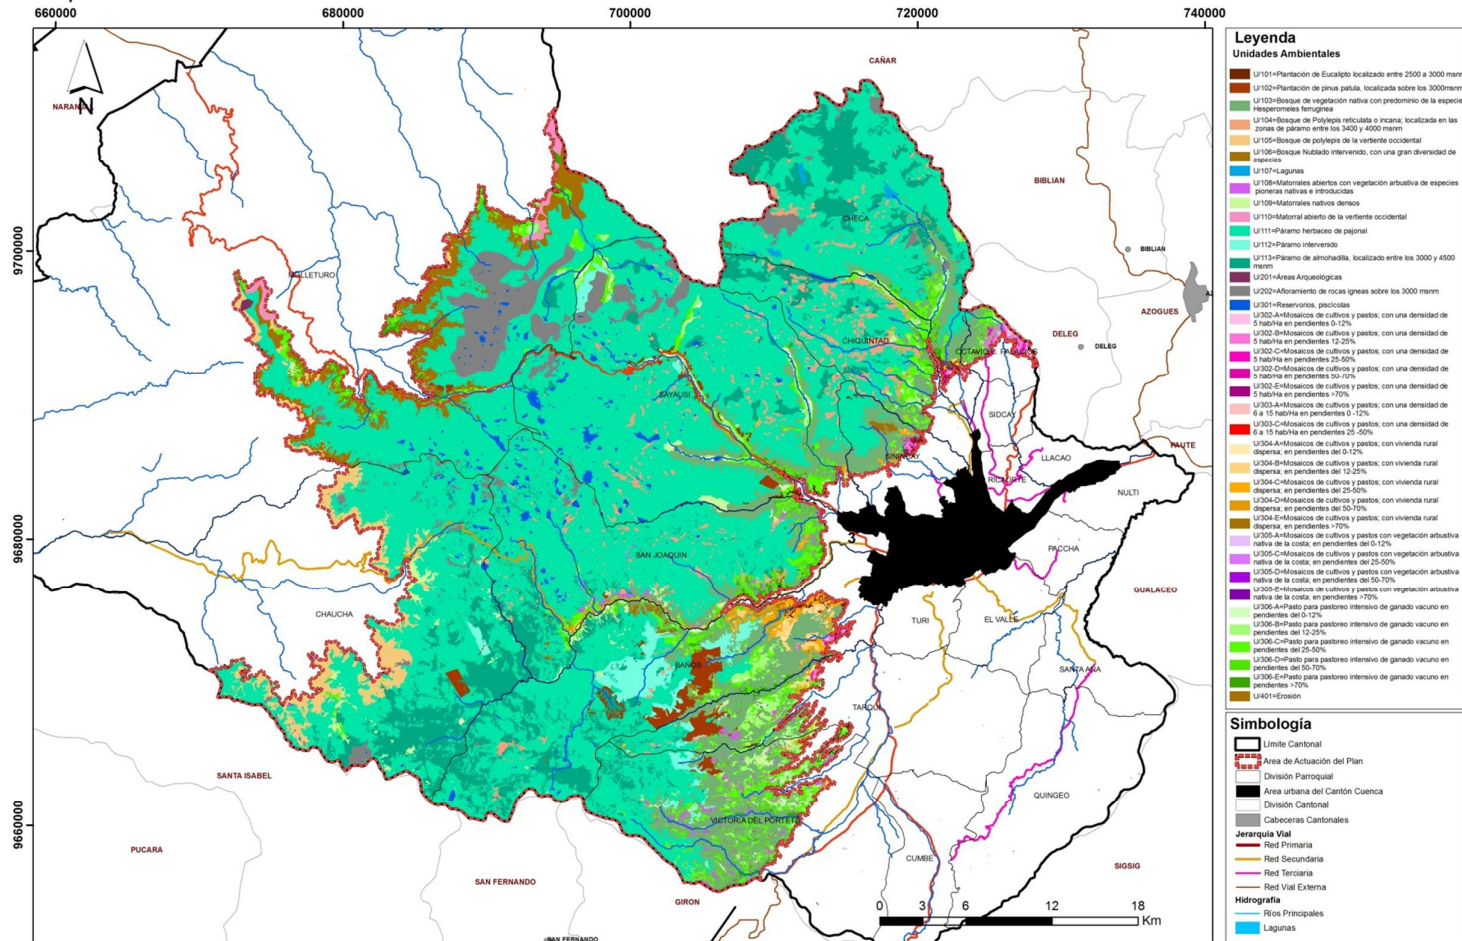 660000
680000
700000
720000
740000
N
9700000
9680000
9660000
CAÑAR
BIBLIAN
CHECA
BIBLIAN
MOLLETURO
AZOGUES
DELEG
DELEG
CHIQUINTAD
OCTAVIO C. PALACIOS
SAYAUSI
SIDCAY
SININCAY
LLACAO
PAUTE
RICAURTE
NULTI
3
SAN JOAQUIN
PACCHA
GUALACEO
CHAUCHA
TURI
EL VALLE
BAÑOS
SANTA ANA
TARQUI
SANTA ISABEL
QUINGEO
VICTORIA DEL PORTETE
PUCARA
CUMBE
SIGSIG
SAN FERNANDO
GIRON
SAN FERNANDO
0 3 6 12 18
Km
Leyenda
Unidades Ambientales
U/101=Plantación de Eucalipto localizado entre 2500 a 3000 msnm
U/102=Plantación de pinus patula, localizada sobre los 3000msnm
U/103=Bosque de vegetación nativa con predominio de la especie
Hesperomeles ferruginea
U/104=Bosque de Polylepis reticulata o incana; localizada en las
zonas de páramo entre los 3400 y 4000 msnm
U/105=Bosque de polylepis de la vertiente occidental
U/106=Bosque Nublado intervenido, con una gran diversidad de
especies
U/107=Lagunas
U/108=Matorrales abiertos con vegetación arbustiva de especies
pioneras nativas e introducidas
U/109=Matorrales nativos densos
U/110=Matorral abierto de la vertiente occidental
U/111=Páramo herbaceo de pajonal
U/112=Páramo intervenido
U/113=Páramo de almohadilla, localizado entre los 3000 y 4500
msnm
U/201=Áreas Arqueológicas
U/202=Afloramiento de rocas igneas sobre los 3000 msnm
U/301=Reservorios, piscícolas
U/302-A=Mosaicos de cultivos y pastos; con una densidad de
5 hab/Ha en pendientes 0-12%
U/302-B=Mosaicos de cultivos y pastos; con una densidad de
5 hab/Ha en pendientes 12-25%
U/302-C=Mosaicos de cultivos y pastos; con una densidad de
5 hab/Ha en pendientes 25-50%
U/302-D=Mosaicos de cultivos y pastos; con una densidad de
5 hab/Ha en pendientes 50-70%
U/302-E=Mosaicos de cultivos y pastos; con una densidad de
5 hab/Ha en pendientes >70%
U/303-A=Mosaicos de cultivos y pastos; con una densidad de
6 a 15 hab/Ha en pendientes 0 -12%
U/303-C=Mosaicos de cultivos y pastos; con una densidad de
6 a 15 hab/Ha en pendientes 25 -50%
U/304-A=Mosaicos de cultivos y pastos; con vivienda rural
dispersa; en pendientes del 0-12%
U/304-B=Mosaicos de cultivos y pastos; con vivienda rural
dispersa; en pendientes del 12-25%
U/304-C=Mosaicos de cultivos y pastos; con vivienda rural
dispersa; en pendientes del 25-50%
U/304-D=Mosaicos de cultivos y pastos; con vivienda rural
dispersa; en pendientes del 50-70%
U/304-E=Mosaicos de cultivos y pastos; con vivienda rural
dispersa; en pendientes >70%
U/305-A=Mosaicos de cultivos y pastos con vegetación arbustiva
nativa de la costa; en pendientes del 0-12%
U/305-C=Mosaicos de cultivos y pastos con vegetación arbustiva
nativa de la costa; en pendientes del 25-50%
U/305-D=Mosaicos de cultivos y pastos con vegetación arbustiva
nativa de la costa; en pendientes del 50-70%
U/305-E=Mosaicos de cultivos y pastos con vegetación arbustiva
nativa de la costa; en pendientes >70%
U/306-A=Pasto para pastoreo intensivo de ganado vacuno en
pendientes del 0-12%
U/306-B=Pasto para pastoreo intensivo de ganado vacuno en
pendientes del 12-25%
U/306-C=Pasto para pastoreo intensivo de ganado vacuno en
pendientes del 25-50%
U/306-D=Pasto para pastoreo intensivo de ganado vacuno en
pendientes del 50-70%
U/306-E=Pasto para pastoreo intensivo de ganado vacuno en
pendientes >70%
U/401=Erosión
Simbología
Límite Cantonal
Area de Actuación del Plan
División Parroquial
Area urbana del Cantón Cuenca
División Cantonal
Cabeceras Cantonales
Jerarquia Vial
Red Primaria
Red Secundaria
Red Terciaria
Red Vial Externa
Hidrografia
Ríos Principales
Lagunas